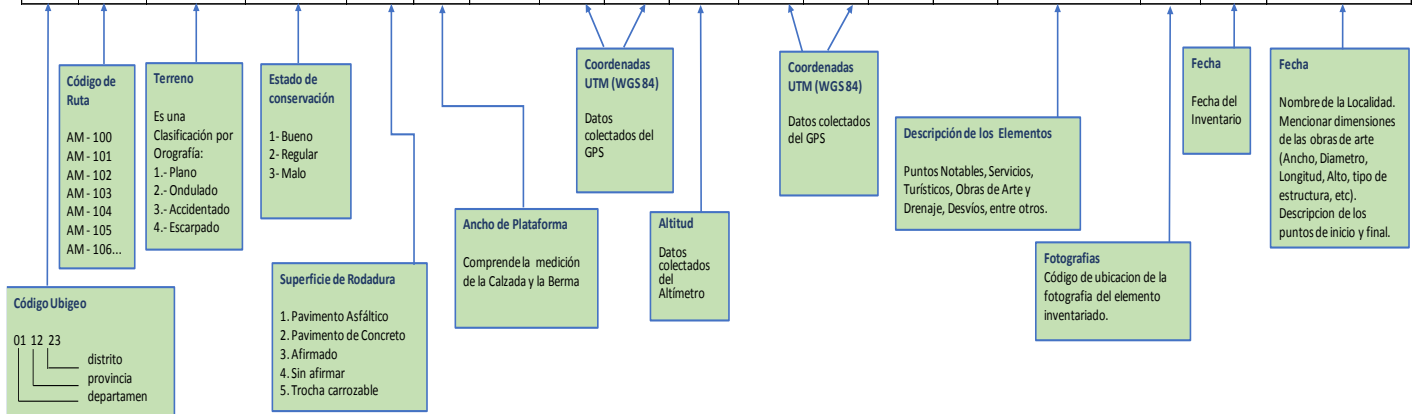 Código de
Ruta
AM - 100
AM - 101
AM - 102
AM - 103
AM - 104
AM - 105
AM - 106...
Terreno
Es una
Clasificación por
Orografía:
1.- Plano
2.- Ondulado
3.- Accidentado
4.- Escarpado
Estado de
conservación
1- Bueno
2- Regular
3- Malo
Coordenadas
UTM (WGS 84)
Datos
colectados del
GPS
Coordenadas
UTM (WGS 84)
Datos colectados
del GPS
Descripción de los Elementos
Puntos Notables, Servicios,
Turísticos, Obras de Arte y
Drenaje, Desvíos, entre otros.
Fecha
Fecha del
Inventario
Fecha
Nombre de la Localidad.
Mencionar dimensiones
de las obras de arte
(Ancho, Diametro,
Longitud, Alto, tipo de
estructura, etc).
Descripcion de los
puntos de inicio y final.
Ancho de Plataforma
Comprende la medición
de la Calzada y la Berma
Altitud
Datos
colectados
del
Altímetro
Fotografias
Código de ubicacion de la
fotografia del elemento
inventariado.
Superficie de Rodadura
1. Pavimento Asfáltico
2. Pavimento de Concreto
3. Afirmado
4. Sin afirmar
5. Trocha carrozable
Código Ubigeo
01 12 23
distrito
provincia
departamen